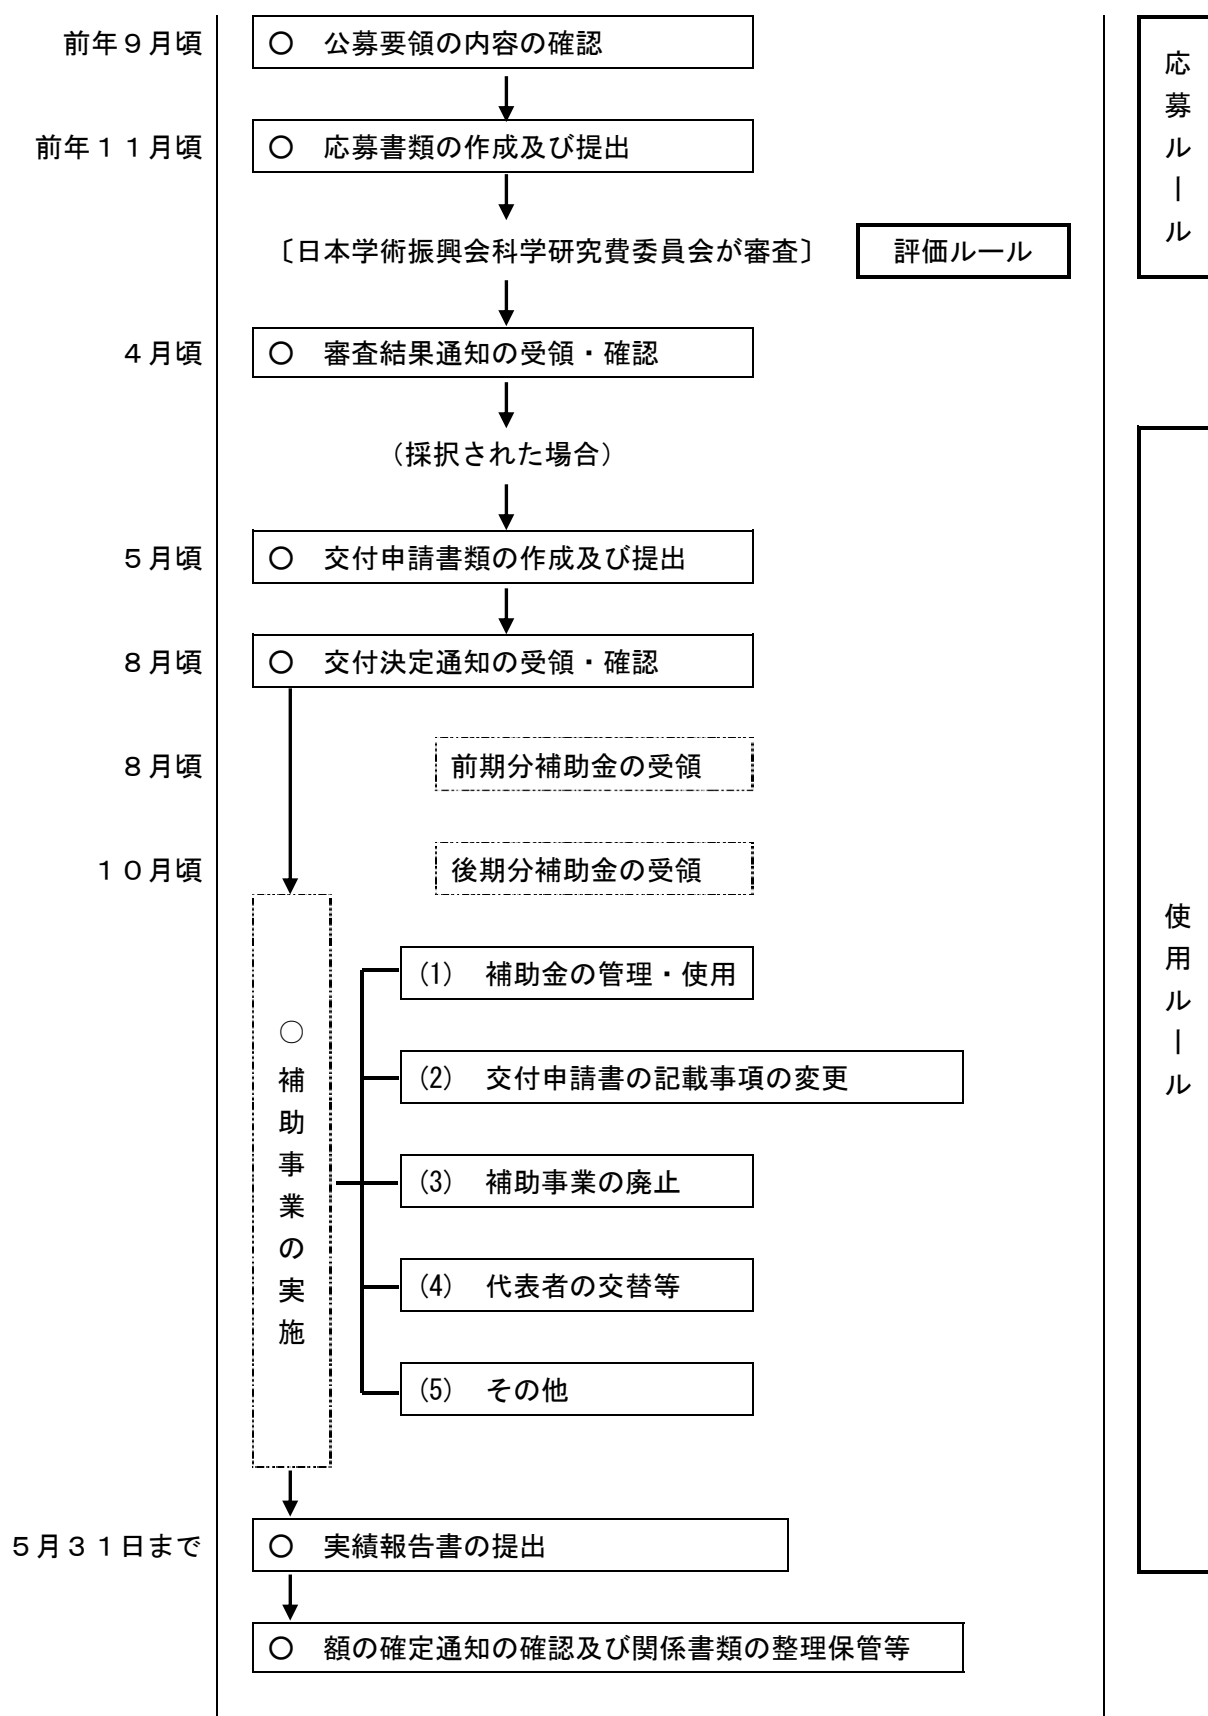 前年９月頃
○　公募要領の内容の確認
前年１１月頃
○　応募書類の作成及び提出
〔日本学術振興会科学研究費委員会が審査〕
評価ルール
応募ルール
４月頃
○　審査結果通知の受領・確認
（採択された場合）
５月頃
○　交付申請書類の作成及び提出
８月頃
○　交付決定通知の受領・確認
８月頃
前期分補助金の受領
１０月頃
後期分補助金の受領
○補助事業の実施
(1)　補助金の管理・使用
(2)　交付申請書の記載事項の変更
(3)　補助事業の廃止
(4)　代表者の交替等
(5)　その他
使用ルール
５月３１日まで
○　実績報告書の提出
○　額の確定通知の確認及び関係書類の整理保管等